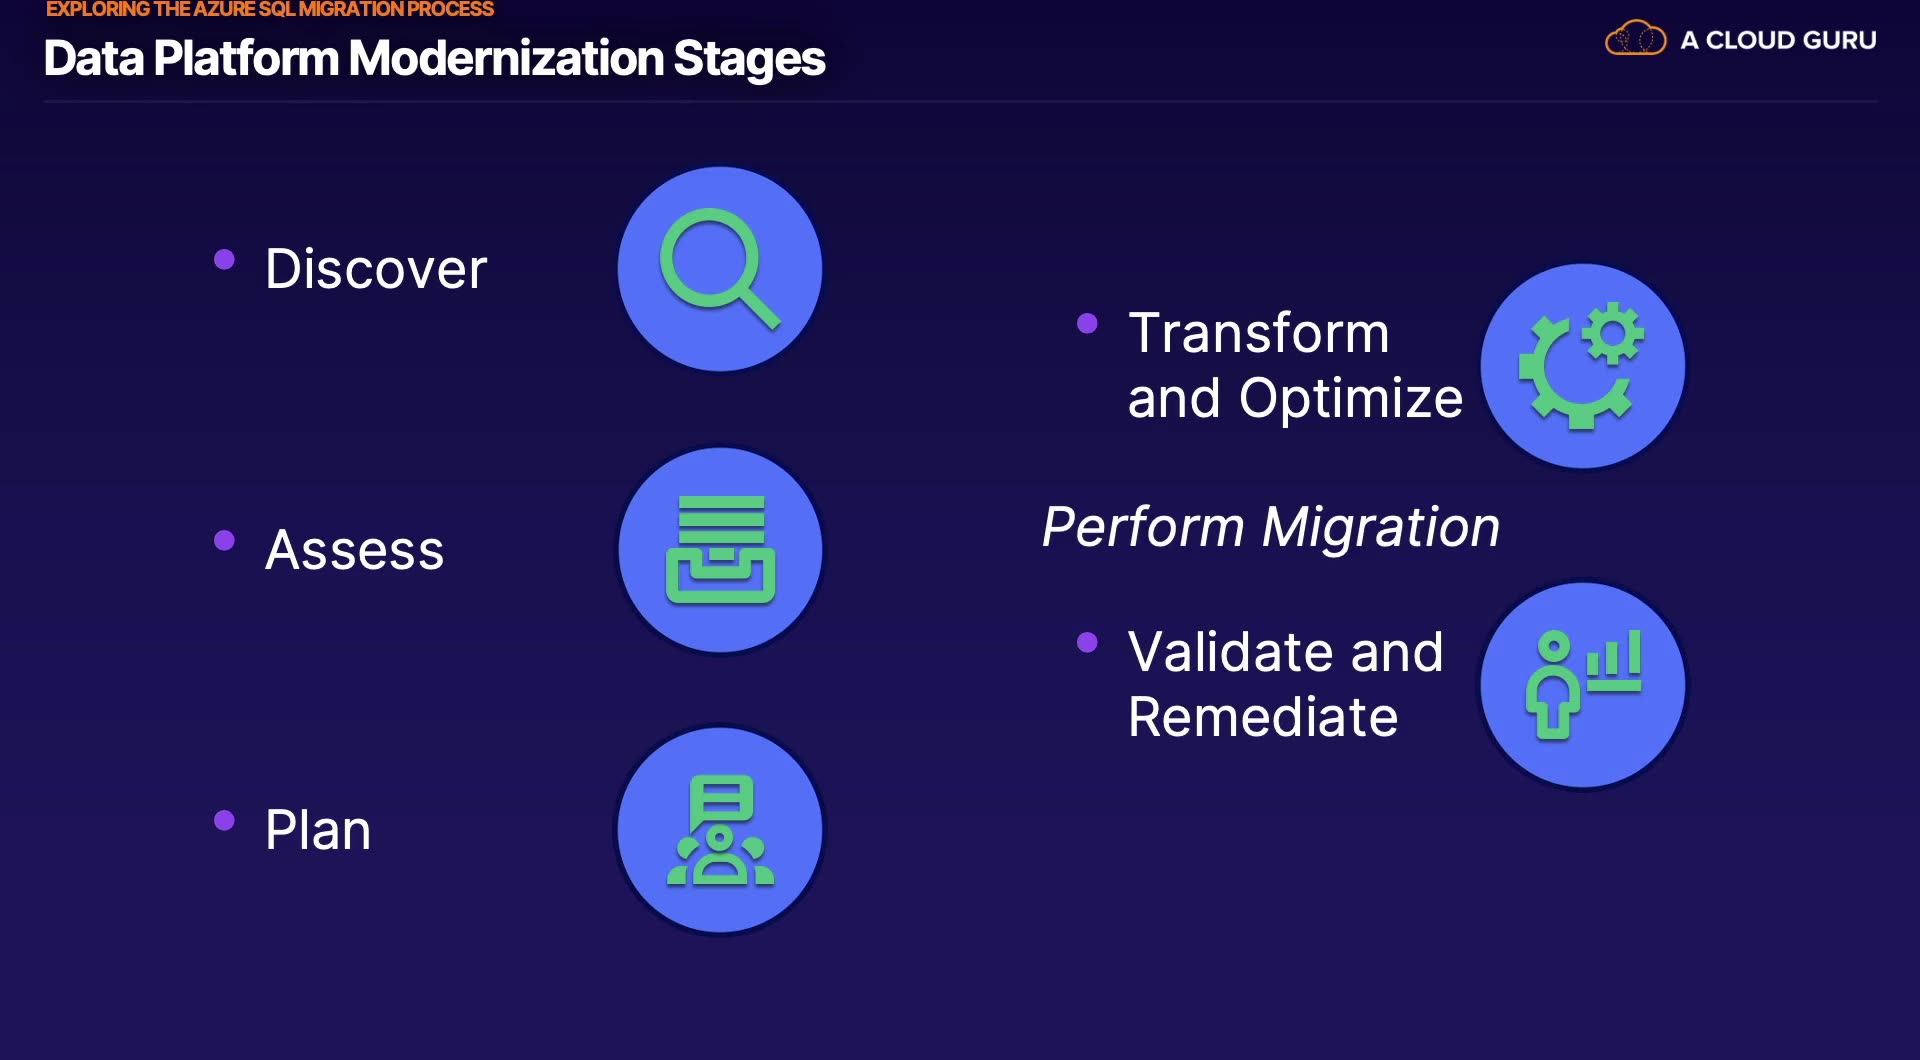 EXPLORING THE AZURE SQL MIGRATION PROCESS
Data Platform Modernization Stages
A CLOUD GURU
Discover
Assess
Plan
Transform
and Optimize
Perform Migration
Validate and
Remediate